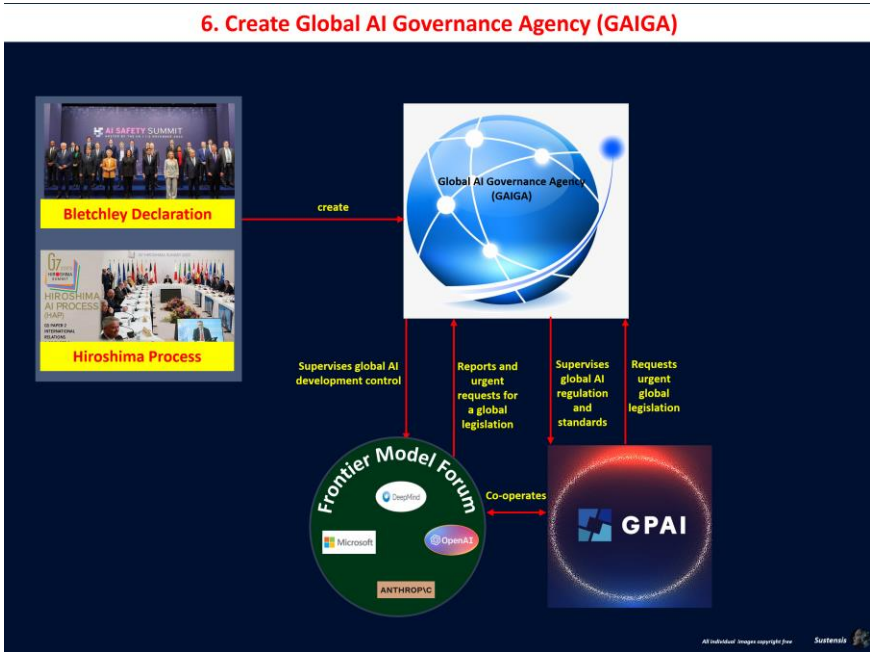 6. Create Global AI Governance Agency (GAIGA)
AI SAFETY SUMMIT
Bletchley Declaration
create
Global AI Governance Agency
(GAIGA)
G7
HIROSHIMA
AI PROCESS
(HAP)
INTERNATIONAL
RELATIONS
Hiroshima Process
Supervises global AI
development control
Reports and
urgent
requests for
a global
legislation
Supervises
global AI
regulation
and
standards
Requests
urgent
global
legislation
Frontier Model Forum
DeepMind
Microsoft
OpenAI
ANTHROP\C
Co-operates
GPAI
All individual images copyright free
Sustensis